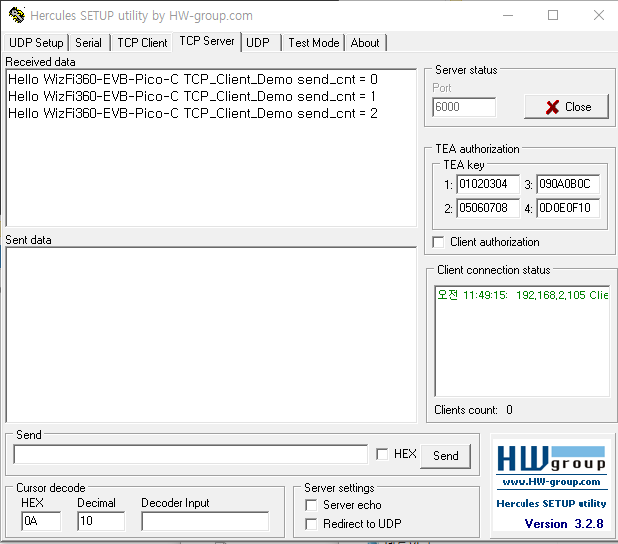 Hercules SETUP utility by HW-group.com
UDP Setup Serial TCP Client TCP Server UDP Test Mode About
Received data
Hello WizFi360-EVB-Pico-C TCP_Client_Demo send_cnt = 0
Hello WizFi360-EVB-Pico-C TCP_Client_Demo send_cnt = 1
Hello WizFi360-EVB-Pico-C TCP_Client_Demo send_cnt = 2
Sent data
Server status
Port
6000
Close
TEA authorization
TEA key
1: 01020304 3: 090A0B0C
2: 05060708 4: 0D0E0F10
Client authorization
Client connection status
오전 11:49:15: 192,168,2,105 Clie
Clients count: 0
Send
HEX Send
Cursor decode
HEX Decimal Decoder Input
0A 10
Server settings
Server echo
Redirect to UDP
HW group
www.HW-group.com
Hercules SETUP utility
Version 3.2.8